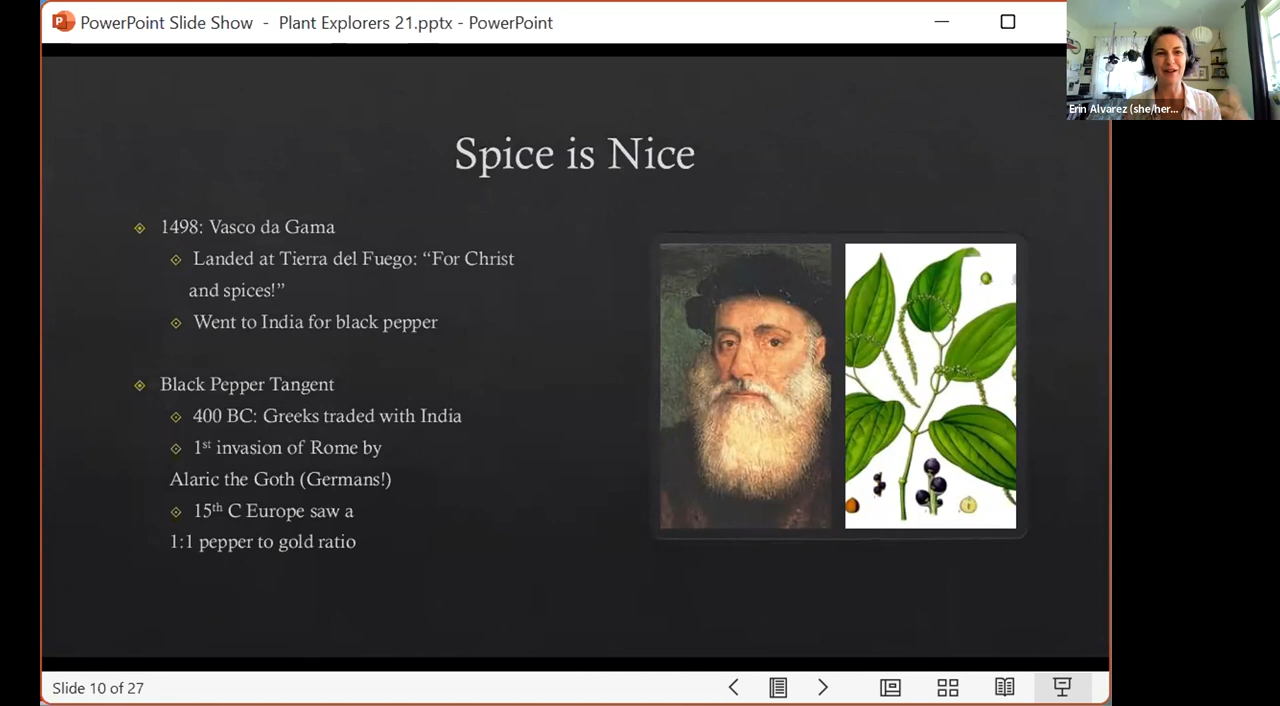 PowerPoint Slide Show - Plant Explorers 21.pptx - PowerPoint
Erin Alvarez (she/her...
Spice is Nice
1498: Vasco da Gama
Landed at Tierra del Fuego: “For Christ
and spices!”
Went to India for black pepper
Black Pepper Tangent
400 BC: Greeks traded with India
1st invasion of Rome by
Alaric the Goth (Germans!)
15th C Europe saw a
1:1 pepper to gold ratio
Slide 10 of 27